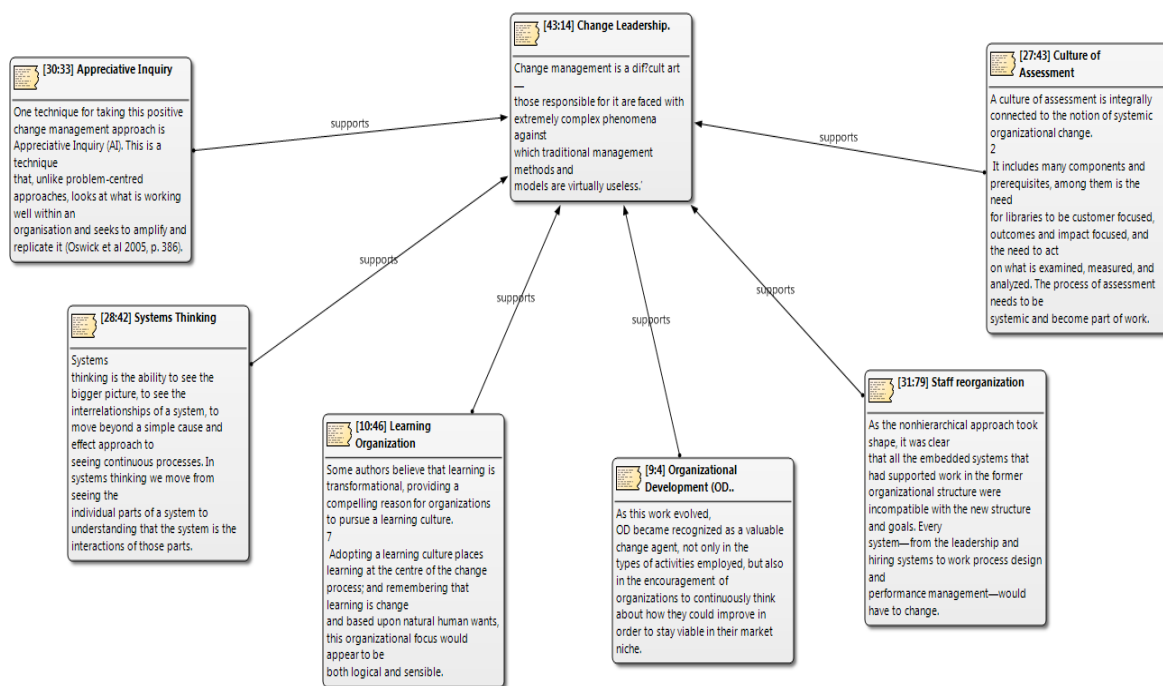 [43:14] Change Leadership.
Change management is a dif?cult art
—
those responsible for it are faced with
extremely complex phenomena
against
which traditional management
methods and
models are virtually useless.'
[30:33] Appreciative Inquiry
One technique for taking this positive
change management approach is
Appreciative Inquiry (AI). This is a
technique
that, unlike problem-centred
approaches, looks at what is working
well within an
organisation and seeks to amplify and
replicate it (Oswick et al 2005, p. 386).
supports
[27:43] Culture of
Assessment
A culture of assessment is integrally
connected to the notion of systemic
organizational change.
2
It includes many components and
prerequisites, among them is the
need
for libraries to be customer focused,
outcomes and impact focused, and
the need to act
on what is examined, measured, and
analyzed. The process of assessment
needs to be
systemic and become part of work.
supports
[28:42] Systems Thinking
Systems
thinking is the ability to see the
bigger picture, to see the
interrelationships of a system, to
move beyond a simple cause and
effect approach to
seeing continuous processes. In
systems thinking we move from
seeing the
individual parts of a system to
understanding that the system is the
interactions of those parts.
supports
[10:46] Learning
Organization
Some authors believe that learning is
transformational, providing a
compelling reason for organizations
to pursue a learning culture.
7
Adopting a learning culture places
learning at the centre of the change
process; and remembering that
learning is change
and based upon natural human wants,
this organizational focus would
appear to be
both logical and sensible.
supports
[9:4] Organizational
Development (OD..
As this work evolved,
OD became recognized as a valuable
change agent, not only in the
types of activities employed, but also
in the encouragement of
organizations to continuously think
about how they could improve in
order to stay viable in their market
niche.
supports
[31:79] Staff reorganization
As the nonhierarchical approach took
shape, it was clear
that all the embedded systems that
had supported work in the former
organizational structure were
incompatible with the new structure
and goals. Every
system—from the leadership and
hiring systems to work process design
and
performance management—would
have to change.